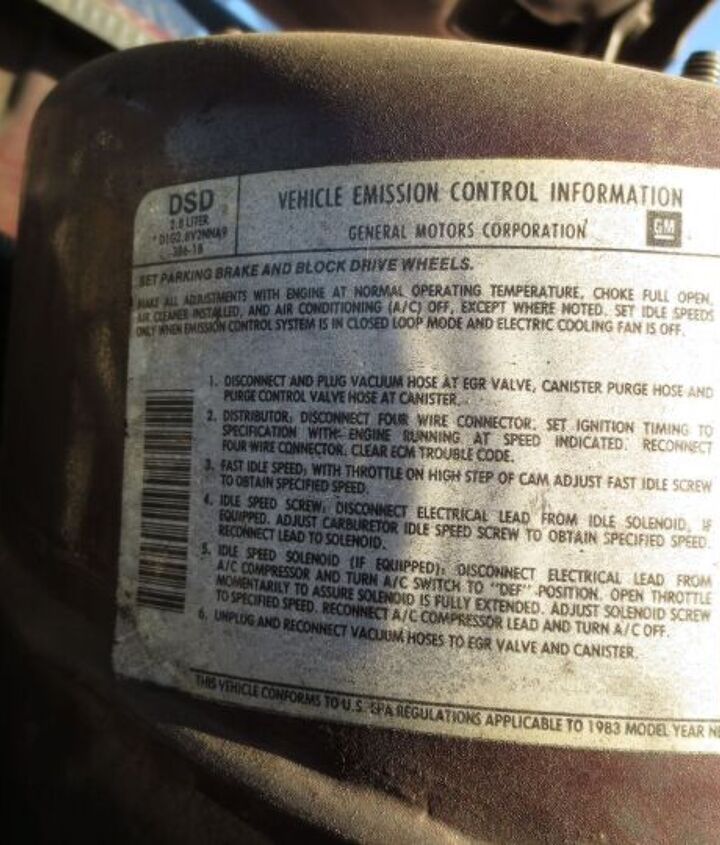 DSD
2.8 LITER
D1G2.8V2NNA9
VEHICLE EMISSION CONTROL INFORMATION
GENERAL MOTORS CORPORATION
GM
SET PARKING BRAKE AND BLOCK DRIVE WHEELS.
MAKE ALL ADJUSTMENTS WITH ENGINE AT NORMAL OPERATING TEMPERATURE, CHOKE FULL OPEN,
AIR CLEANER INSTALLED, AND AIR CONDITIONING (A/C) OFF, EXCEPT WHERE NOTED. SET IDLE SPEEDS
ONLY WHEN EMISSION CONTROL SYSTEM IS IN CLOSED LOOP MODE AND ELECTRIC COOLING FAN IS OFF.
1. DISCONNECT AND PLUG VACUUM HOSE AT EGR VALVE, CANISTER PURGE HOSE AND
PURGE CONTROL VALVE HOSE AT CANISTER.
2. DISTRIBUTOR; DISCONNECT FOUR WIRE CONNECTOR. SET IGNITION TIMING TO
SPECIFICATION WITH ENGINE RUNNING AT SPEED INDICATED. RECONNECT
FOUR WIRE CONNECTOR. CLEAR ECM TROUBLE CODE.
3. FAST IDLE SPEED; WITH THROTTLE ON HIGH STEP OF CAM ADJUST FAST IDLE SCREW
TO OBTAIN SPECIFIED SPEED.
4. IDLE SPEED SCREW; DISCONNECT ELECTRICAL LEAD FROM IDLE SOLENOID, IF
EQUIPPED. ADJUST CARBURETOR IDLE SPEED SCREW TO OBTAIN SPECIFIED SPEED.
RECONNECT LEAD TO SOLENOID.
5. IDLE SPEED SOLENOID (IF EQUIPPED); DISCONNECT ELECTRICAL LEAD FROM
A/C COMPRESSOR AND TURN A/C SWITCH TO "DEF" POSITION. OPEN THROTTLE
MOMENTARILY TO ASSURE SOLENOID IS FULLY EXTENDED. ADJUST SOLENOID SCREW
TO SPECIFIED SPEED. RECONNECT A/C COMPRESSOR LEAD AND TURN A/C OFF.
6. UNPLUG AND RECONNECT VACUUM HOSES TO EGR VALVE AND CANISTER.
THIS VEHICLE CONFORMS TO U.S. EPA REGULATIONS APPLICABLE TO 1983 MODEL YEAR